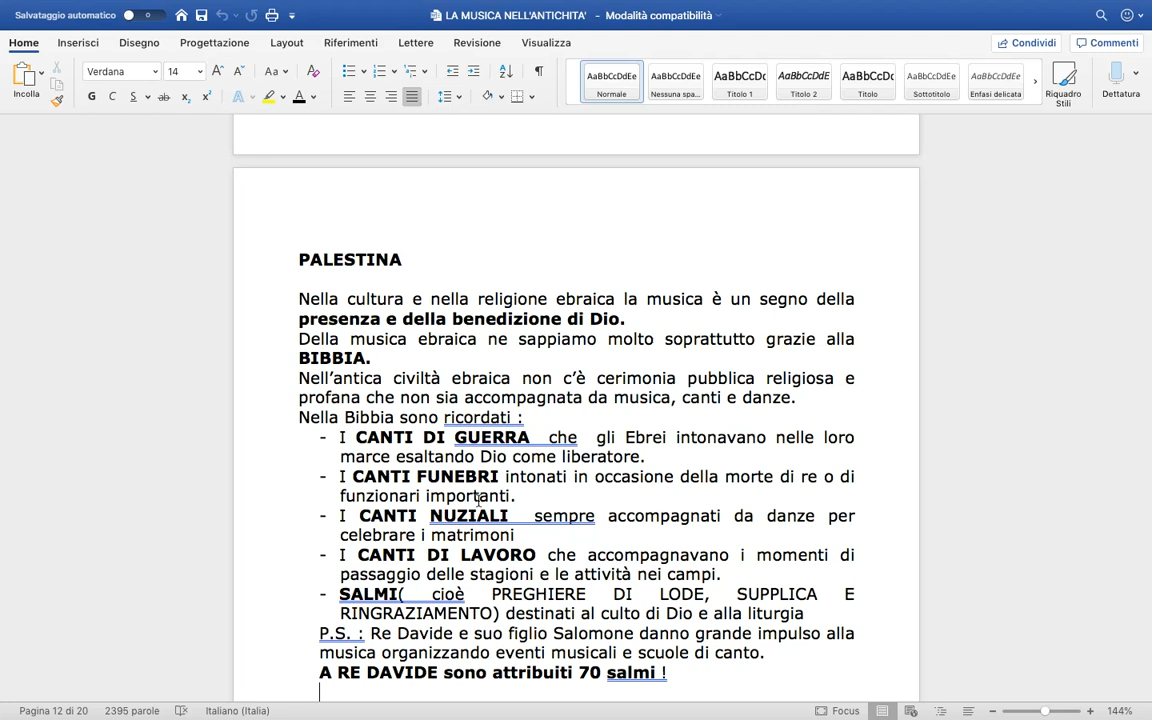 Salvataggio automatico
LA MUSICA NELL'ANTICHITA' - Modalità compatibilità
Home Inserisci Disegno Progettazione Layout Riferimenti Lettere Revisione Visualizza
Condividi Commenti
Incolla
Verdana 14 A A Aa A
G C S ab x₂ x² A A
AaBbCcDdEe AaBbCcDdEe AaBbCcDc AaBbCcDdE AaBbCcDc AaBbCcDdEe AaBbCcDdEe
Normale Nessuna spa... Titolo 1 Titolo 2 Titolo Sottotitolo Enfasi delicata
Riquadro Stili
Dettatura
PALESTINA
Nella cultura e nella religione ebraica la musica è un segno della
presenza e della benedizione di Dio.
Della musica ebraica ne sappiamo molto soprattutto grazie alla
BIBBIA.
Nell'antica civiltà ebraica non c'è cerimonia pubblica religiosa e
profana che non sia accompagnata da musica, canti e danze.
Nella Bibbia sono ricordati :
- I CANTI DI GUERRA che gli Ebrei intonavano nelle loro
marce esaltando Dio come liberatore.
- I CANTI FUNEBRI intonati in occasione della morte di re o di
funzionari importanti.
- I CANTI NUZIALI sempre accompagnati da danze per
celebrare i matrimoni
- I CANTI DI LAVORO che accompagnavano i momenti di
passaggio delle stagioni e le attività nei campi.
- SALMI( cioè PREGHIERE DI LODE, SUPPLICA E
RINGRAZIAMENTO) destinati al culto di Dio e alla liturgia
P.S. : Re Davide e suo figlio Salomone danno grande impulso alla
musica organizzando eventi musicali e scuole di canto.
A RE DAVIDE sono attribuiti 70 salmi !
Pagina 12 di 20 2395 parole Italiano (Italia) Focus 144%